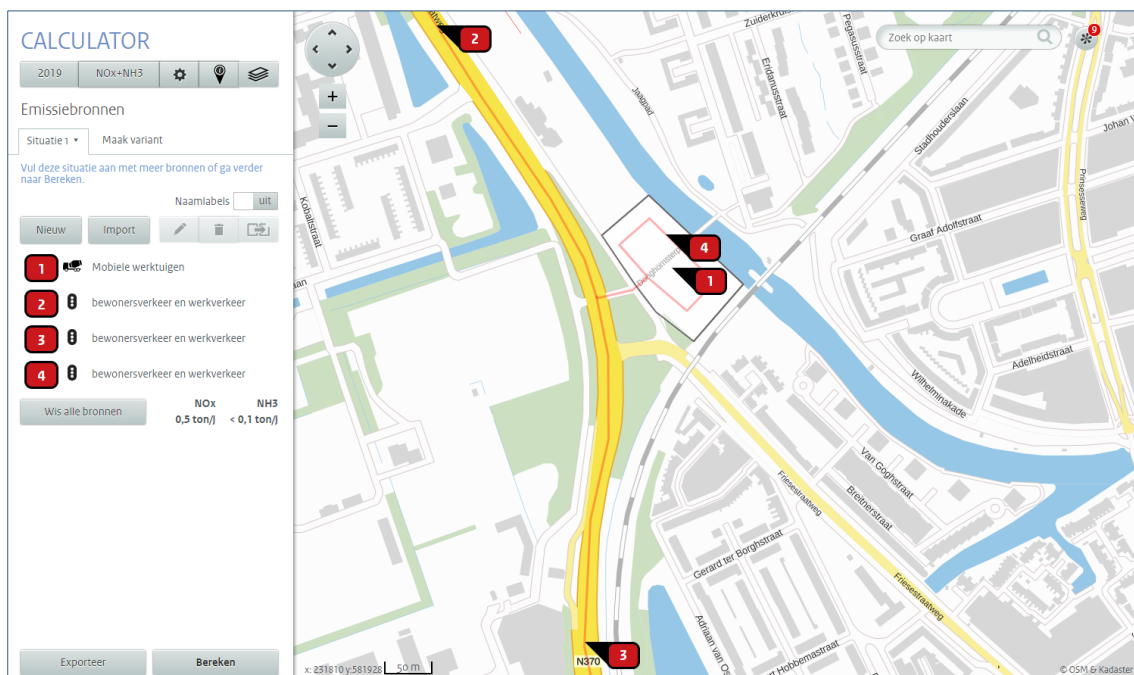 CALCULATOR
2019 NOx+NH3
Emissiebronnen
Situatie 1 ▾ Maak variant
Vul deze situatie aan met meer bronnen of ga verder
naar Bereken.
Naamlabels uit
Nieuw Import
1 Mobiele werktuigen
2 bewonersverkeer en werkverkeer
3 bewonersverkeer en werkverkeer
4 bewonersverkeer en werkverkeer
Wis alle bronnen
NOx NH3
0,5 ton/j < 0,1 ton/j
Exporteer Bereken
2
Zoek op kaart
9
+
−
Pegasusstraat
Eridanusstraat
Jaagpad
Stadhouderslaan
Johan
Prinsesseweg
Kobaltstraat
Graaf Adolfstraat
4
1
Adelheidstraat
Wilhelminakade
Van Goghstraat
Breitnerstraat
Friesestraatweg
Gerard ter Borghstraat
Friesestraatweg
Adriaan van Os
Hobbemastraat
3
N370
x: 231810 y:581928 50 m
© OSM & Kadaster